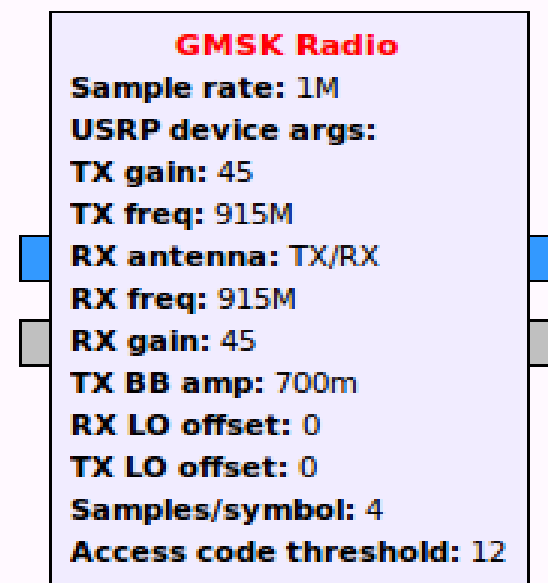 GMSK Radio
Sample rate: 1M
USRP device args:
TX gain: 45
TX freq: 915M
RX antenna: TX/RX
RX freq: 915M
RX gain: 45
TX BB amp: 700m
RX LO offset: 0
TX LO offset: 0
Samples/symbol: 4
Access code threshold: 12